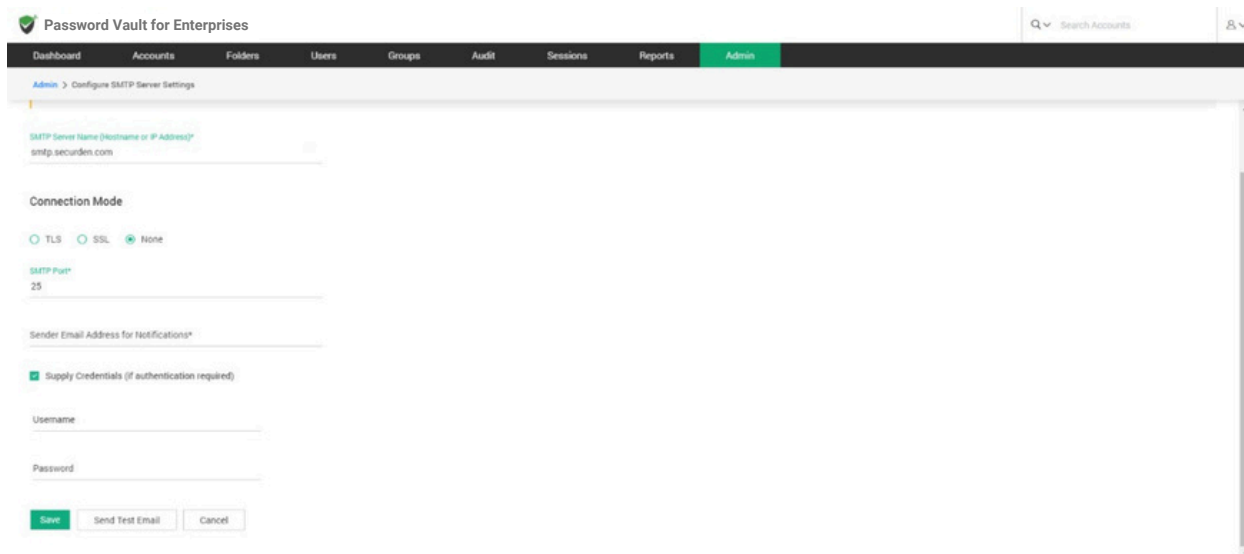 Password Vault for Enterprises
Search Accounts
Dashboard Accounts Folders Users Groups Audit Sessions Reports Admin
Admin > Configure SMTP Server Settings
SMTP Server Name (Hostname or IP Address)*
smtp.securden.com
Connection Mode
TLS SSL None
SMTP Port*
25
Sender Email Address for Notifications*
Supply Credentials (if authentication required)
Username
Password
Save Send Test Email Cancel